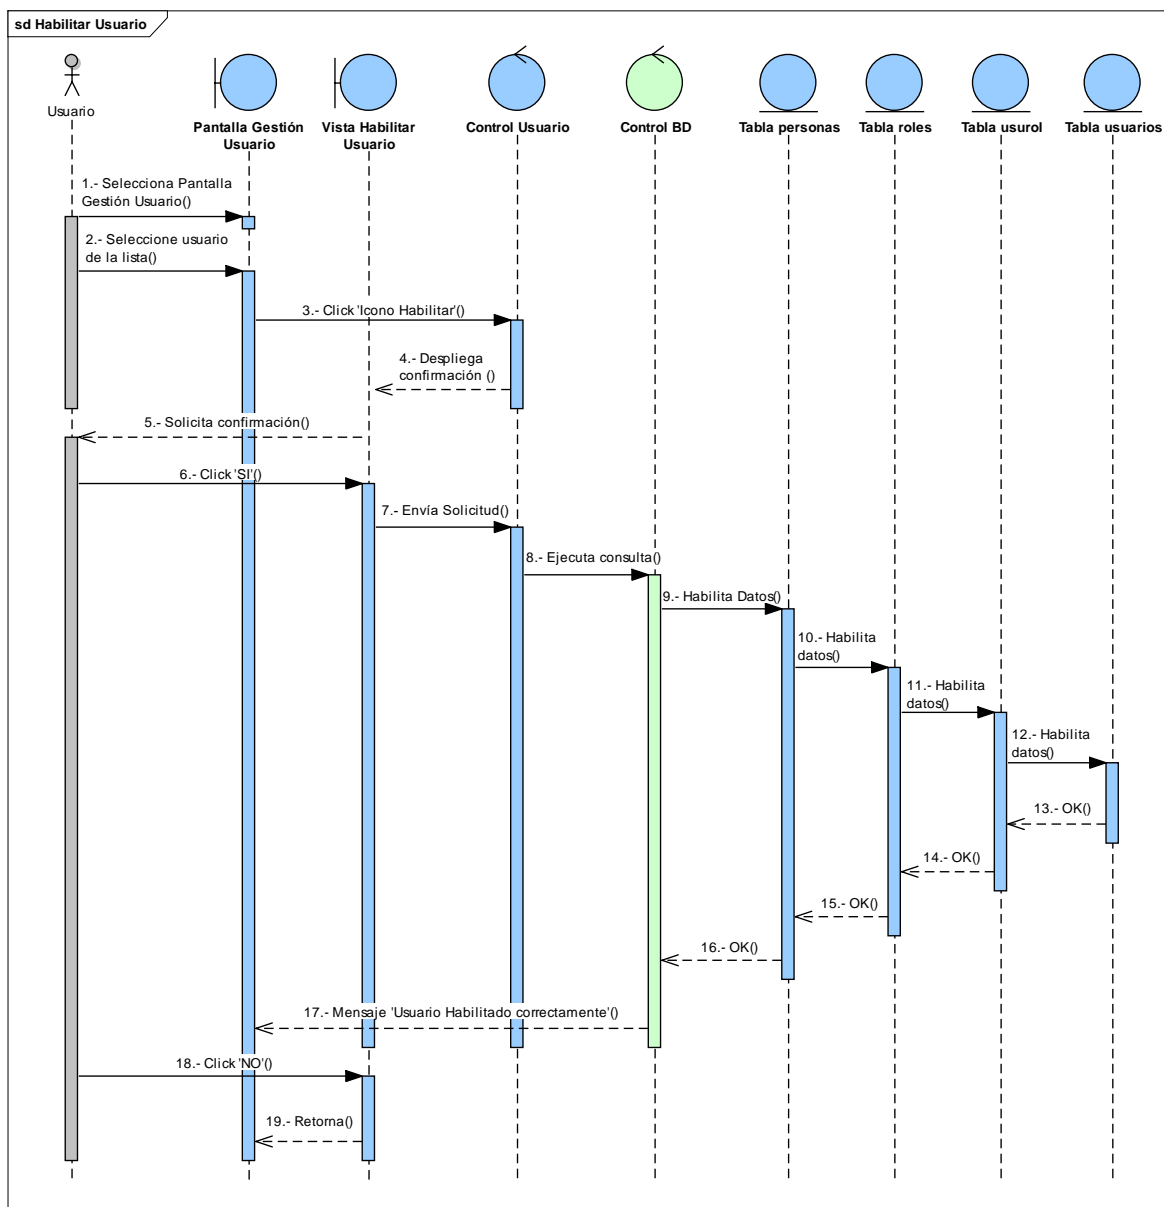 sd Habilitar Usuario
Usuario
Pantalla Gestión
Usuario
Vista Habilitar
Usuario
Control Usuario
Control BD
Tabla personas
Tabla roles
Tabla usurol
Tabla usuarios
1.- Selecciona Pantalla
Gestión Usuario()
2.- Seleccione usuario
de la lista()
3.- Click 'Icono Habilitar'()
4.- Despliega
confirmación ()
5.- Solicita confirmación()
6.- Click 'SI'()
7.- Envía Solicitud()
8.- Ejecuta consulta()
9.- Habilita Datos()
10.- Habilita
datos()
11.- Habilita
datos()
12.- Habilita
datos()
13.- OK()
14.- OK()
15.- OK()
16.- OK()
17.- Mensaje 'Usuario Habilitado correctamente'()
18.- Click 'NO'()
19.- Retorna()